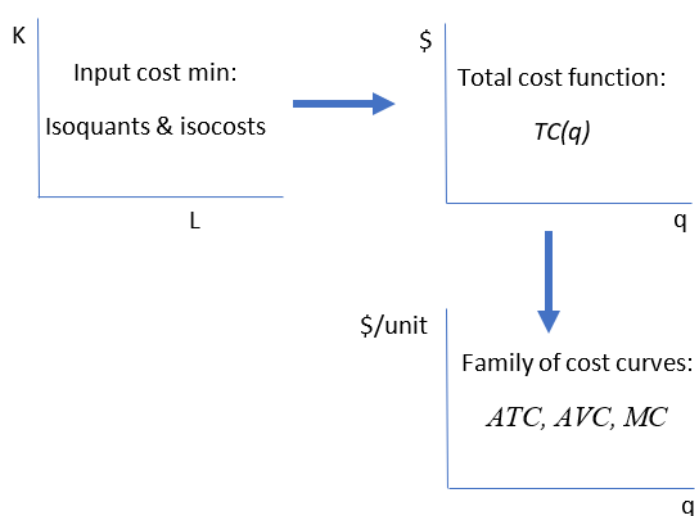 K
Input cost min:
Isoquants & isocosts
L
$
Total cost function:
TC(q)
q
$/unit
Family of cost curves:
ATC, AVC, MC
q